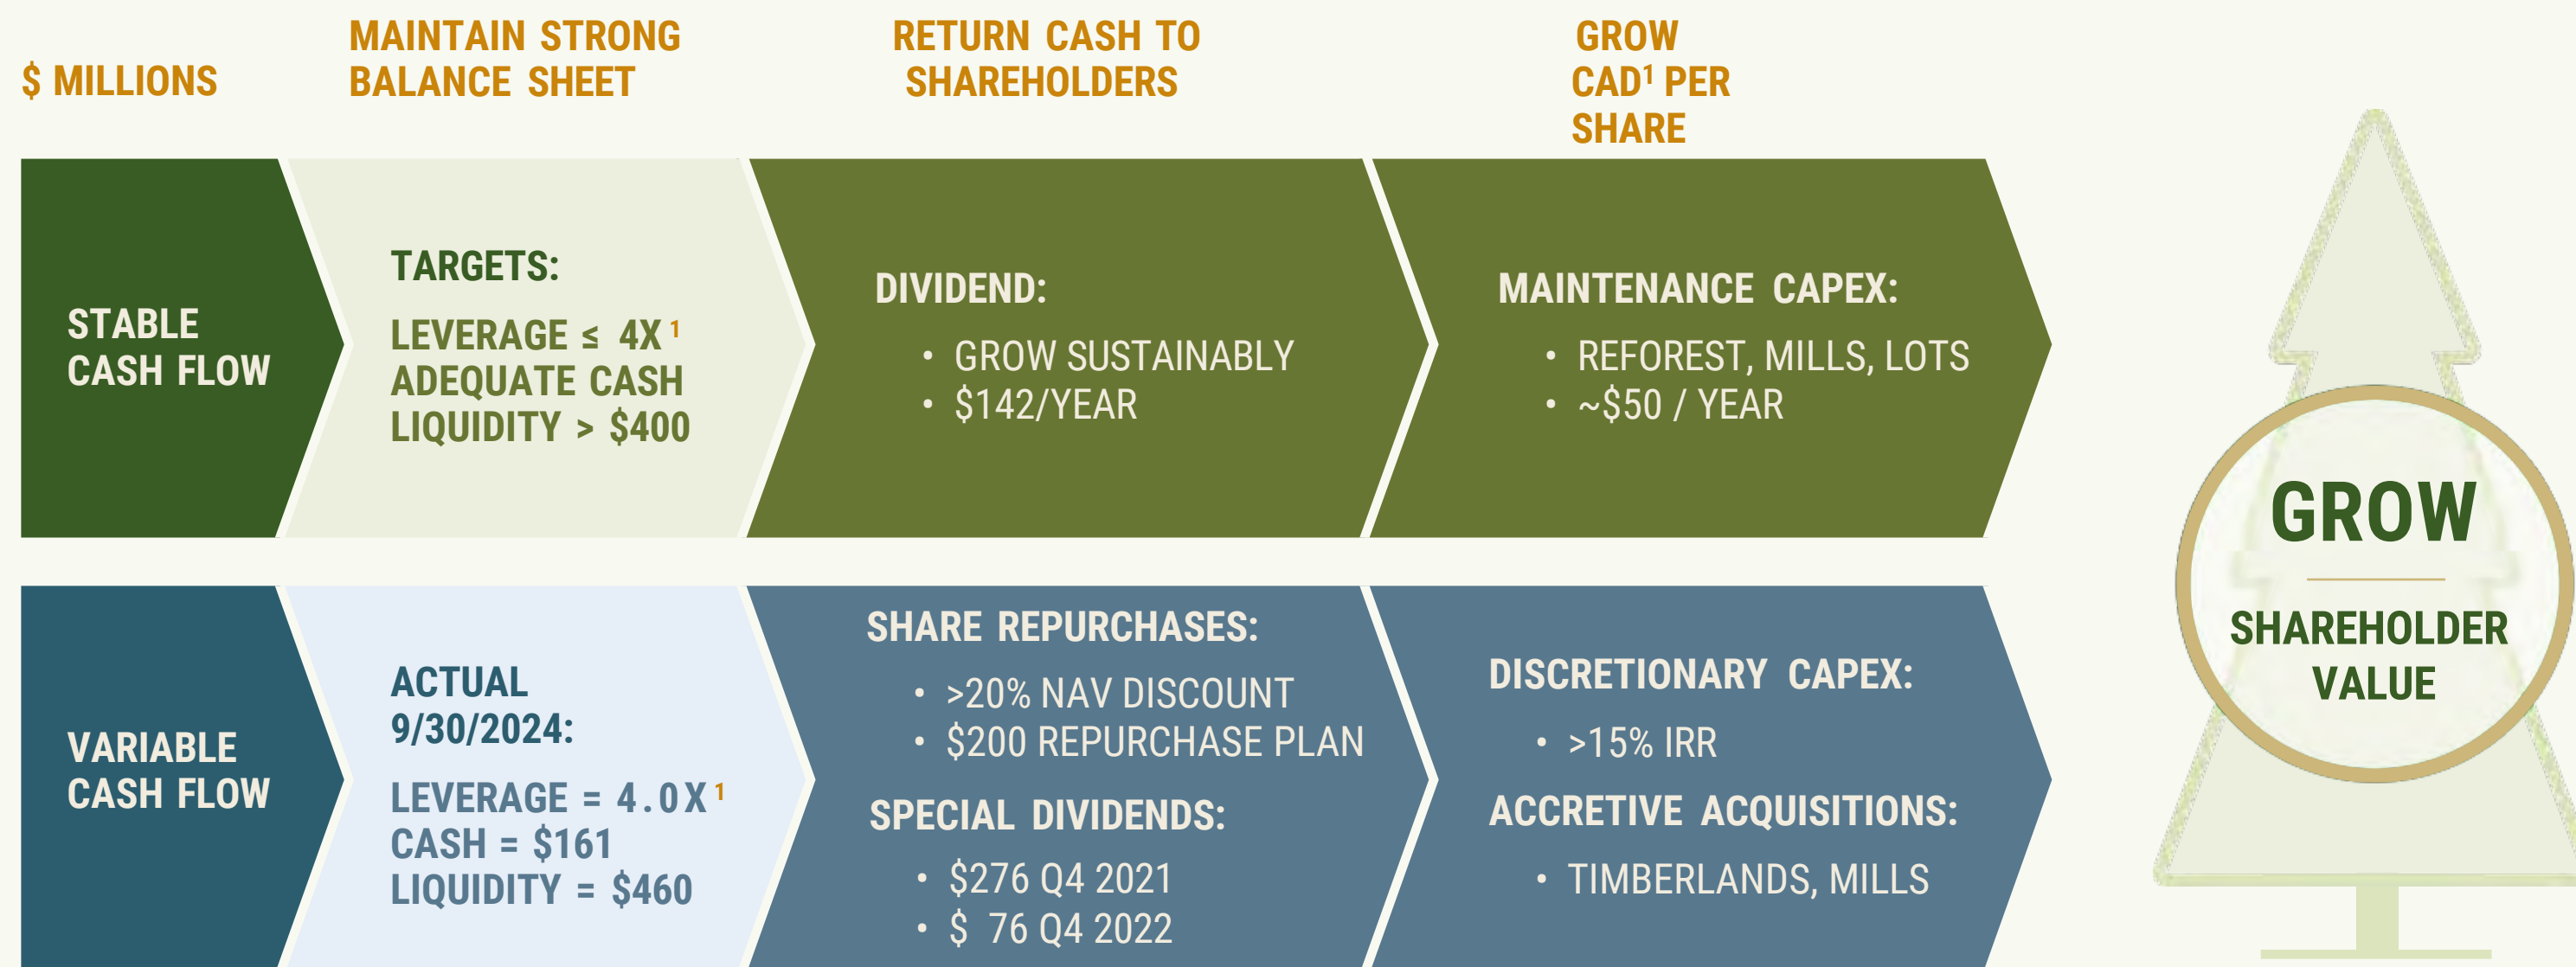 $ MILLIONS
MAINTAIN STRONG
BALANCE SHEET
RETURN CASH TO
SHAREHOLDERS
GROW
CAD¹ PER
SHARE
STABLE
CASH FLOW
TARGETS:
LEVERAGE ≤ 4X ¹
ADEQUATE CASH
LIQUIDITY > $400
DIVIDEND:
• GROW SUSTAINABLY
• $142/YEAR
MAINTENANCE CAPEX:
• REFOREST, MILLS, LOTS
• ~$50 / YEAR
VARIABLE
CASH FLOW
ACTUAL
9/30/2024:
LEVERAGE = 4.0X ¹
CASH = $161
LIQUIDITY = $460
SHARE REPURCHASES:
• >20% NAV DISCOUNT
• $200 REPURCHASE PLAN
SPECIAL DIVIDENDS:
• $276 Q4 2021
• $ 76 Q4 2022
DISCRETIONARY CAPEX:
• >15% IRR
ACCRETIVE ACQUISITIONS:
• TIMBERLANDS, MILLS
GROW
SHAREHOLDER
VALUE